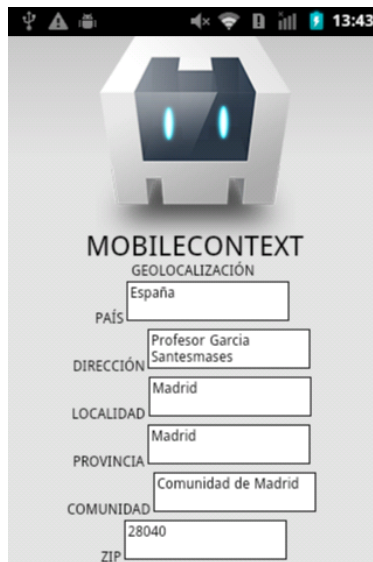 13:43
MOBILECONTEXT
GEOLOCALIZACIÓN
PAÍS España
DIRECCIÓN Profesor Garcia
Santesmases
LOCALIDAD Madrid
PROVINCIA Madrid
COMUNIDAD Comunidad de Madrid
ZIP 28040